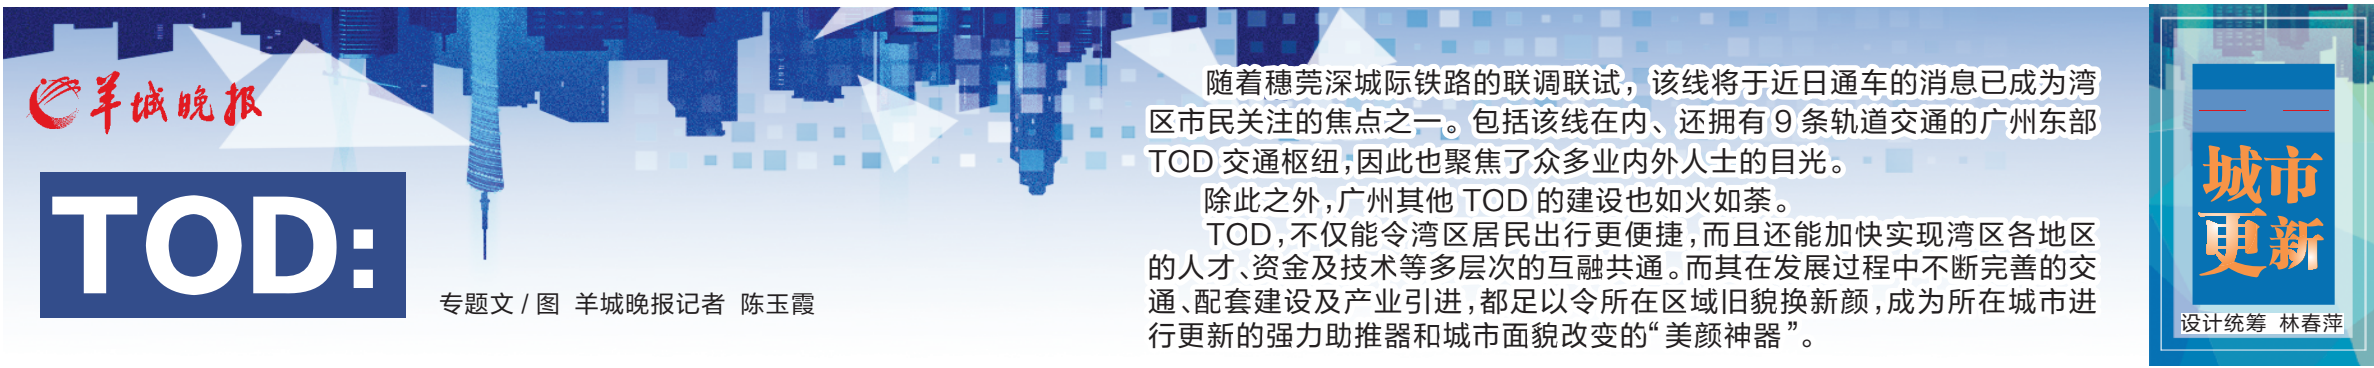 羊城晚报
TOD:
专题文 / 图 羊城晚报记者 陈玉霞
随着穗莞深城际铁路的联调联试，该线将于近日通车的消息已成为湾
区市民关注的焦点之一。包括该线在内、还拥有 9 条轨道交通的广州东部
TOD 交通枢纽,因此也聚焦了众多业内外人士的目光。
除此之外,广州其他 TOD 的建设也如火如荼。
TOD,不仅能令湾区居民出行更便捷,而且还能加快实现湾区各地区
的人才、资金及技术等多层次的互融共通。而其在发展过程中不断完善的交
通、配套建设及产业引进,都足以令所在区域旧貌换新颜,成为所在城市进
行更新的强力助推器和城市面貌改变的“美颜神器”。
城市
更新
设计统筹 林春萍